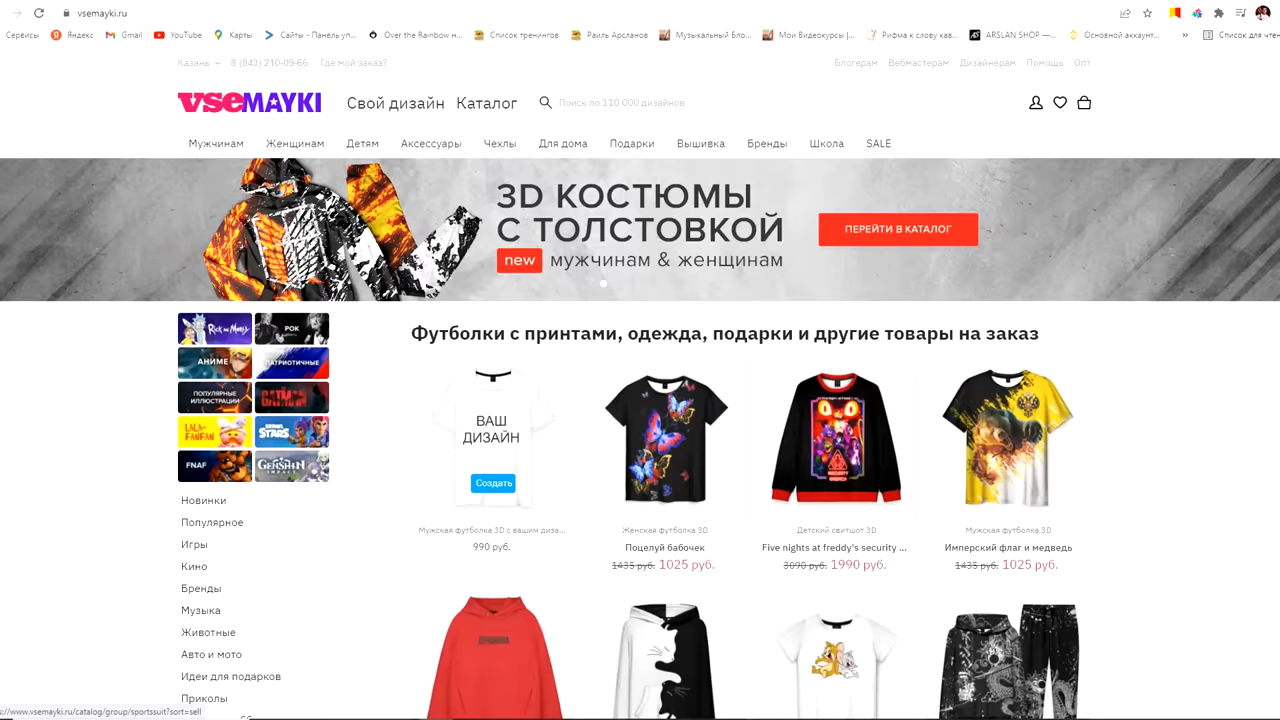 vsemayki.ru
Сервисы Яндекс Gmail YouTube Карты Сайты - Панель уп... Over the Rainbow н... Список тренингов Раиль Арсланов Музыкальный Бло... Мои Видеокурсы |... Рифма к слову кав... ARSLAN SHOP —... Основной аккаунт... » Список для чтен
Казань 8 (843) 210-09-66 Где мой заказ? Блогерам Вебмастерам Дизайнерам Помощь Опт
vseMAYKI Свой дизайн Каталог Поиск по 110 000 дизайнов
Мужчинам Женщинам Детям Аксессуары Чехлы Для дома Подарки Вышивка Бренды Школа SALE
3D КОСТЮМЫ
С ТОЛСТОВКОЙ
new мужчинам & женщинам
ПЕРЕЙТИ В КАТАЛОГ
Rick and Morty РОК
АНИМЕ ПАТРИОТИЧНЫЕ
ПОПУЛЯРНЫЕ
ИЛЛЮСТРАЦИИ
BATMAN
LALA-
FANFAN
BRAWL
STARS
FNAF GENSHIN
IMPACT
Новинки
Популярное
Игры
Кино
Бренды
Музыка
Животные
Авто и мото
Идеи для подарков
Приколы
Футболки с принтами, одежда, подарки и другие товары на заказ
ВАШ
ДИЗАЙН
Создать
Мужская футболка 3D с вашим диза...
990 руб.
Женская футболка 3D
Поцелуй бабочек
1435 руб. 1025 руб.
Детский свитшот 3D
Five nights at freddy's security ...
3090 руб. 1990 руб.
Мужская футболка 3D
Имперский флаг и медведь
1435 руб. 1025 руб.
s://www.vsemayki.ru/catalog/group/sportssuit?sort=sell